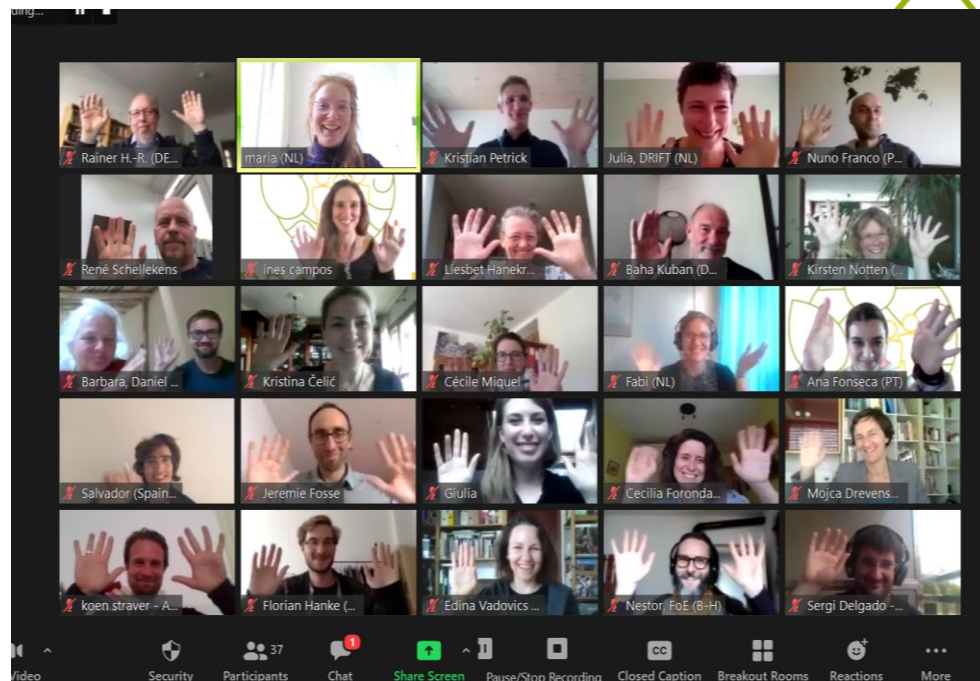 ding...
Rainer H.-R. (DE...
maria (NL)
Kristian Petrick
Julia, DRIFT (NL)
Nuno Franco (P...
René Schellekens
ines campos
Liesbet Hanekr...
Baha Kuban (D...
Kirsten Notten (...
Barbara, Daniel ...
Kristina Čelić
Cécile Miquel
Fabi (NL)
Ana Fonseca (PT)
Salvador (Spain...
Jeremie Fosse
Giulia
Cecilia Foronda...
Mojca Drevens...
koen straver - A...
Florian Hanke (...
Edina Vadovics ...
Nestor, FoE (B-H)
Sergi Delgado -...
37
1
CC
Video
Security
Participants
Chat
Share Screen
Pause/Stop Recording
Closed Caption
Breakout Rooms
Reactions
More